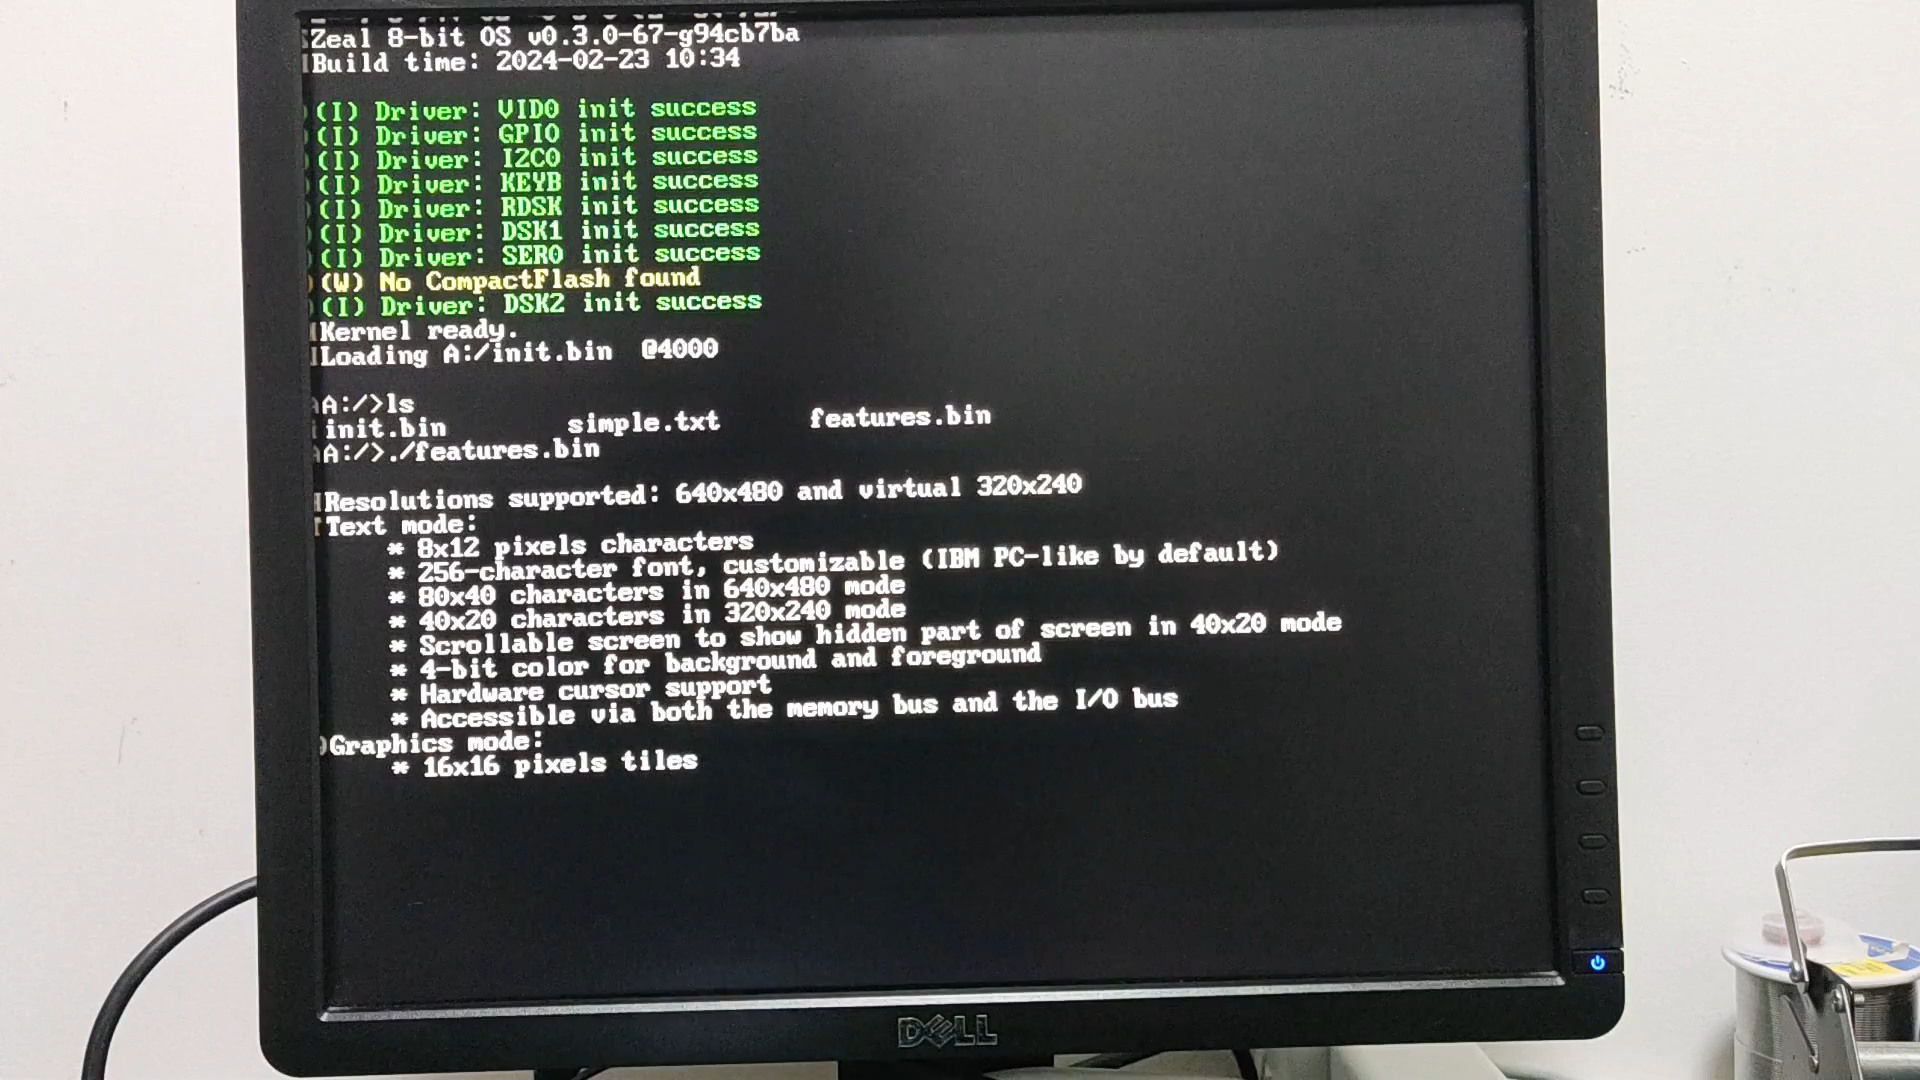 Zeal 8-bit OS v0.3.0-67-g94cb7ba
Build time: 2024-02-23 10:34
(I) Driver: VID0 init success
(I) Driver: GPIO init success
(I) Driver: I2C0 init success
(I) Driver: KEYB init success
(I) Driver: RDSK init success
(I) Driver: DSK1 init success
(I) Driver: SER0 init success
(W) No CompactFlash found
(I) Driver: DSK2 init success
Kernel ready.
Loading A:/init.bin  @4000
A:/>ls
init.bin        simple.txt      features.bin
A:/>./features.bin
Resolutions supported: 640x480 and virtual 320x240
Text mode:
* 8x12 pixels characters
* 256-character font, customizable (IBM PC-like by default)
* 80x40 characters in 640x480 mode
* 40x20 characters in 320x240 mode
* Scrollable screen to show hidden part of screen in 40x20 mode
* 4-bit color for background and foreground
* Hardware cursor support
* Accessible via both the memory bus and the I/O bus
Graphics mode:
* 16x16 pixels tiles
DELL